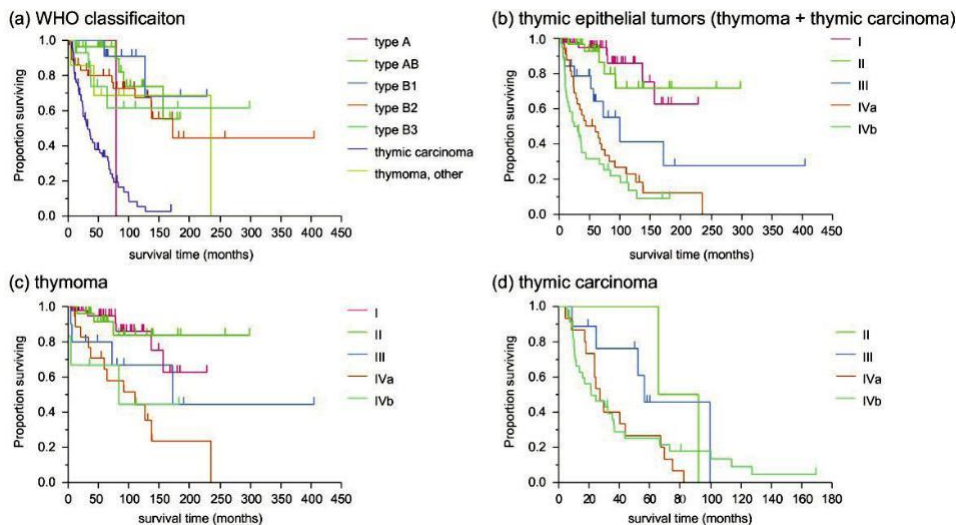 (a) WHO classificaiton
Proportion surviving
1.0
0.8
0.6
0.4
0.2
0.0
0 50 100 150 200 250 300 350 400 450
survival time (months)
type A
type AB
type B1
type B2
type B3
thymic carcinoma
thymoma, other
(b) thymic epithelial tumors (thymoma + thymic carcinoma)
Proportion surviving
1.0
0.8
0.6
0.4
0.2
0.0
0 50 100 150 200 250 300 350 400 450
survival time (months)
I
II
III
IVa
IVb
(c) thymoma
Proportion surviving
1.0
0.8
0.6
0.4
0.2
0.0
0 50 100 150 200 250 300 350 400 450
survival time (months)
I
II
III
IVa
IVb
(d) thymic carcinoma
Proportion surviving
1.0
0.8
0.6
0.4
0.2
0.0
0 20 40 60 80 100 120 140 160 180
survival time (months)
II
III
IVa
IVb